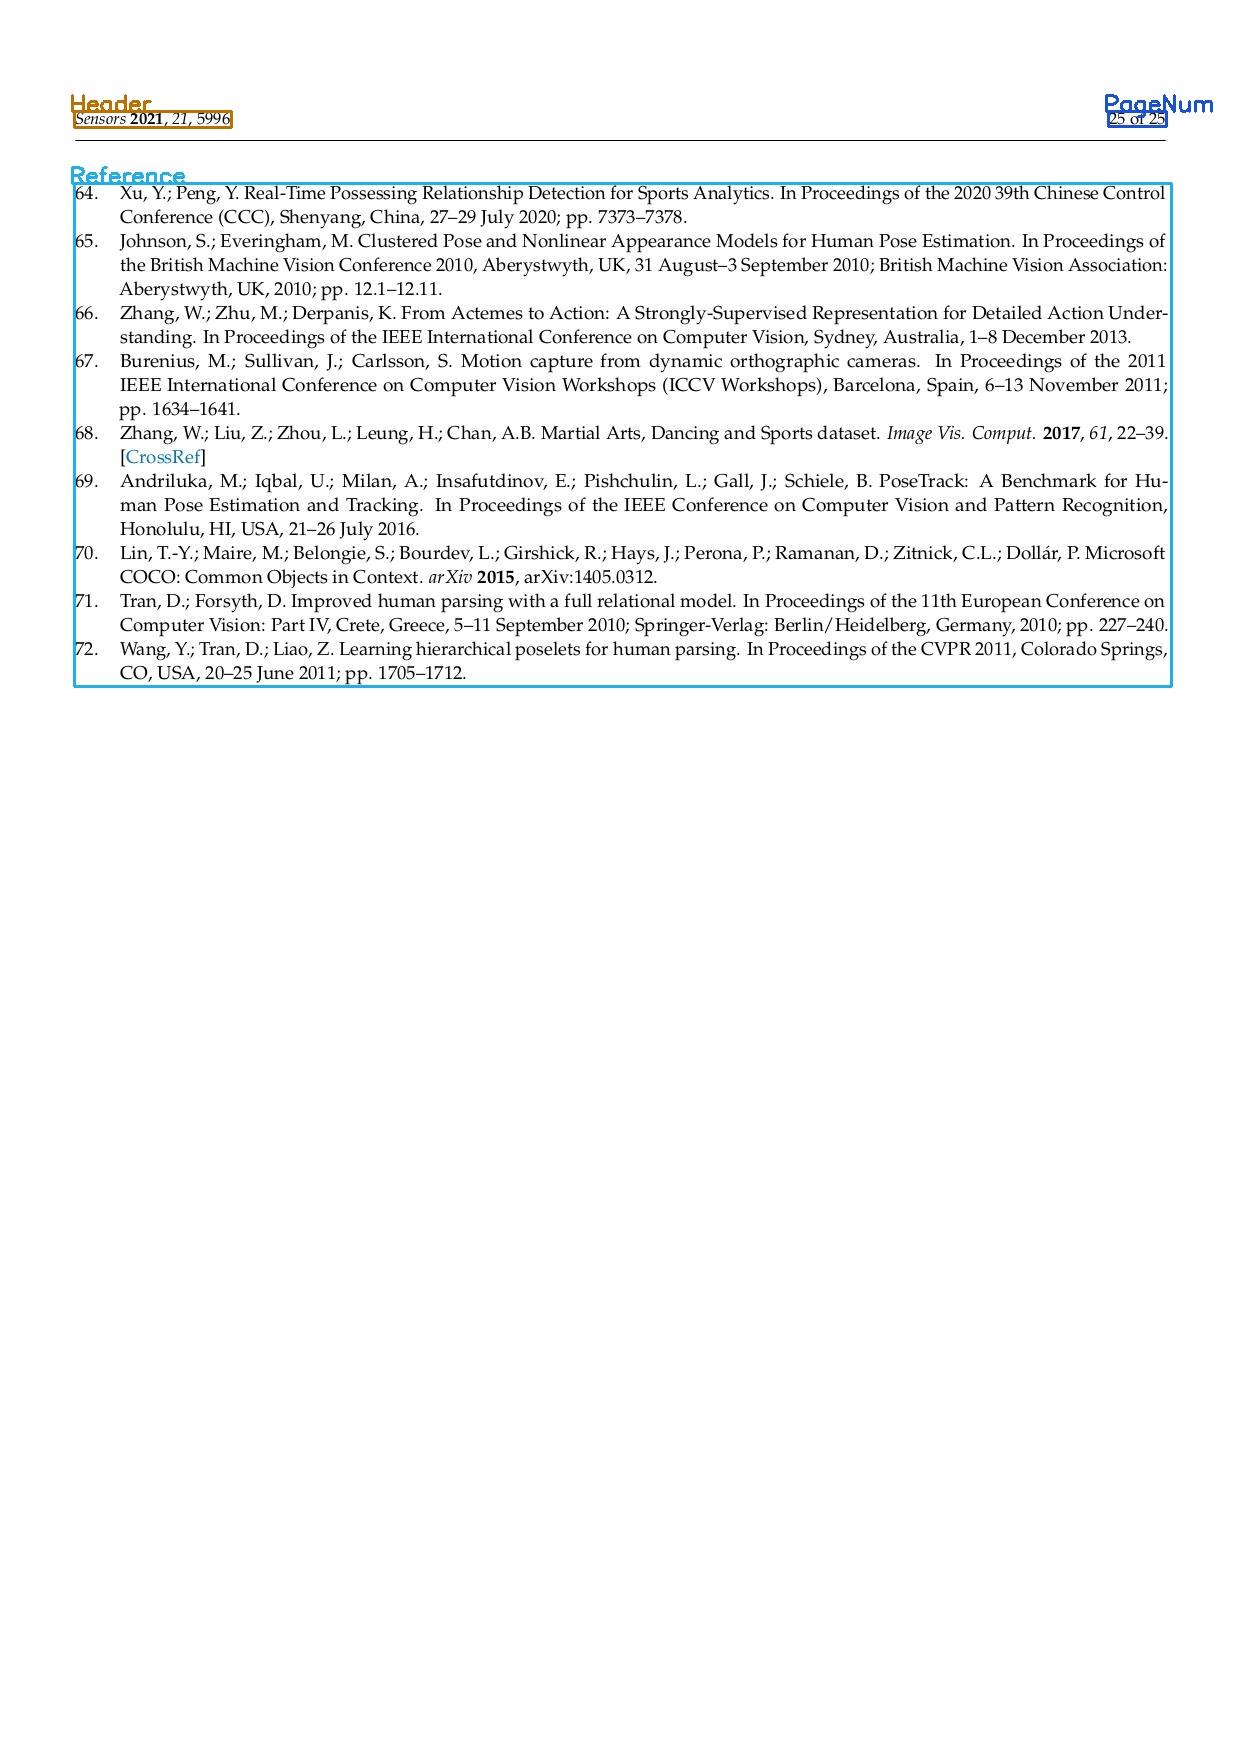 Header
Sensors 2021, 21, 5996
PageNum
25 of 25
Reference
64. Xu, Y.; Peng, Y. Real-Time Possessing Relationship Detection for Sports Analytics. In Proceedings of the 2020 39th Chinese Control
Conference (CCC), Shenyang, China, 27–29 July 2020; pp. 7373–7378.
65. Johnson, S.; Everingham, M. Clustered Pose and Nonlinear Appearance Models for Human Pose Estimation. In Proceedings of
the British Machine Vision Conference 2010, Aberystwyth, UK, 31 August–3 September 2010; British Machine Vision Association:
Aberystwyth, UK, 2010; pp. 12.1–12.11.
66. Zhang, W.; Zhu, M.; Derpanis, K. From Actemes to Action: A Strongly-Supervised Representation for Detailed Action Under-
standing. In Proceedings of the IEEE International Conference on Computer Vision, Sydney, Australia, 1–8 December 2013.
67. Burenius, M.; Sullivan, J.; Carlsson, S. Motion capture from dynamic orthographic cameras. In Proceedings of the 2011
IEEE International Conference on Computer Vision Workshops (ICCV Workshops), Barcelona, Spain, 6–13 November 2011;
pp. 1634–1641.
68. Zhang, W.; Liu, Z.; Zhou, L.; Leung, H.; Chan, A.B. Martial Arts, Dancing and Sports dataset. Image Vis. Comput. 2017, 61, 22–39.
[CrossRef]
69. Andriluka, M.; Iqbal, U.; Milan, A.; Insafutdinov, E.; Pishchulin, L.; Gall, J.; Schiele, B. PoseTrack: A Benchmark for Hu-
man Pose Estimation and Tracking. In Proceedings of the IEEE Conference on Computer Vision and Pattern Recognition,
Honolulu, HI, USA, 21–26 July 2016.
70. Lin, T.-Y.; Maire, M.; Belongie, S.; Bourdev, L.; Girshick, R.; Hays, J.; Perona, P.; Ramanan, D.; Zitnick, C.L.; Dollár, P. Microsoft
COCO: Common Objects in Context. arXiv 2015, arXiv:1405.0312.
71. Tran, D.; Forsyth, D. Improved human parsing with a full relational model. In Proceedings of the 11th European Conference on
Computer Vision: Part IV, Crete, Greece, 5–11 September 2010; Springer-Verlag: Berlin/Heidelberg, Germany, 2010; pp. 227–240.
72. Wang, Y.; Tran, D.; Liao, Z. Learning hierarchical poselets for human parsing. In Proceedings of the CVPR 2011, Colorado Springs,
CO, USA, 20–25 June 2011; pp. 1705–1712.